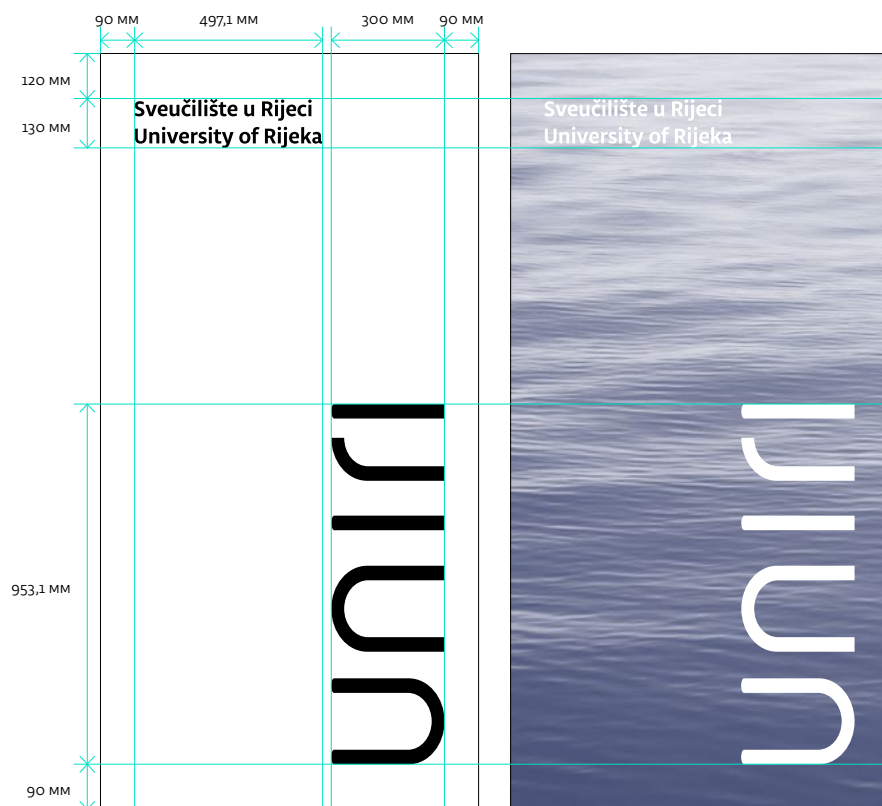 90 MM 497,1 MM 300 MM 90 MM
120 MM
130 MM
Sveučilište u Rijeci
University of Rijeka
Sveučilište u Rijeci
University of Rijeka
953,1 MM
uniri
uniri
90 MM